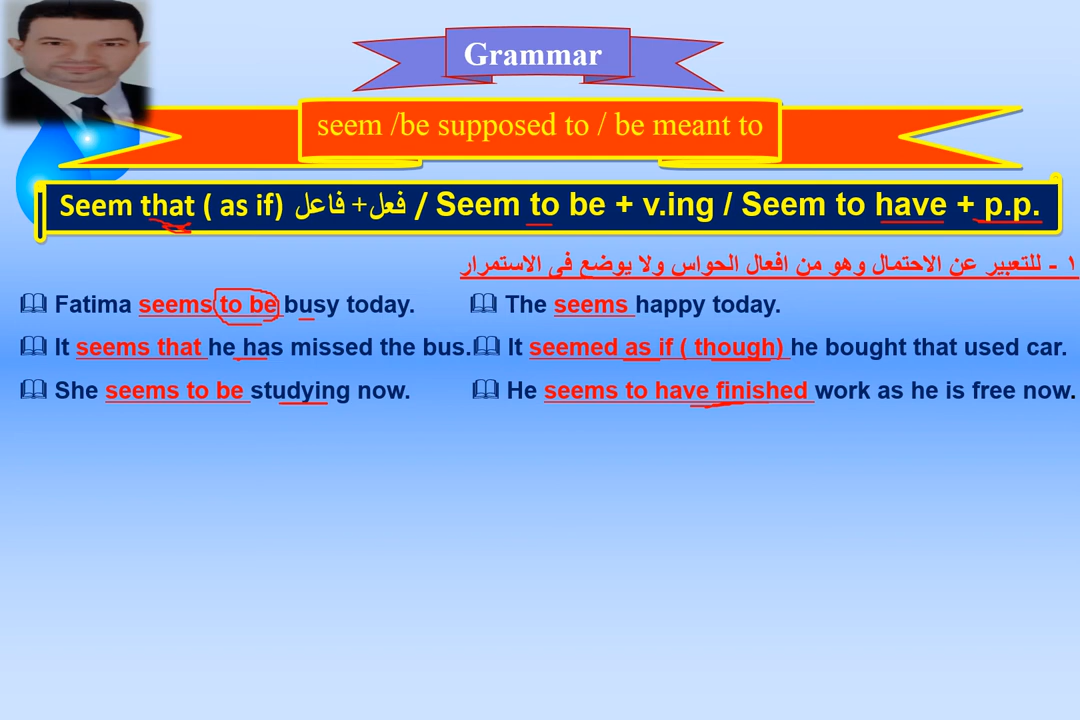 Grammar
seem /be supposed to / be meant to
Seem that ( as if) فعل+ فاعل / Seem to be + v.ing / Seem to have + p.p.
١ - للتعبير عن الاحتمال وهو من افعال الحواس ولا يوضع فى الاستمرار
Fatima seems to be busy today. The seems happy today.
It seems that he has missed the bus. It seemed as if ( though) he bought that used car.
She seems to be studying now. He seems to have finished work as he is free now.